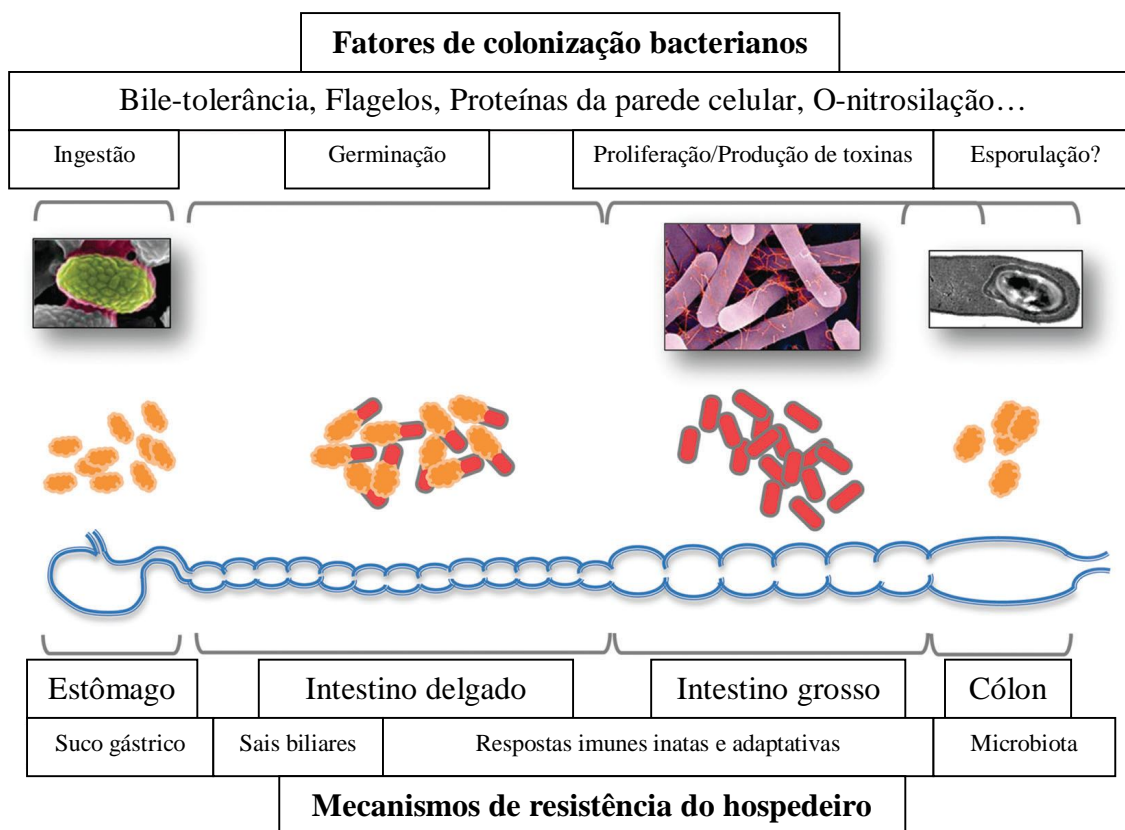 Fatores de colonização bacterianos
Bile-tolerância, Flagelos, Proteínas da parede celular, O-nitrosilação…
Ingestão
Germinação
Proliferação/Produção de toxinas
Esporulação?
Estômago
Intestino delgado
Intestino grosso
Cólon
Suco gástrico
Sais biliares
Respostas imunes inatas e adaptativas
Microbiota
Mecanismos de resistência do hospedeiro